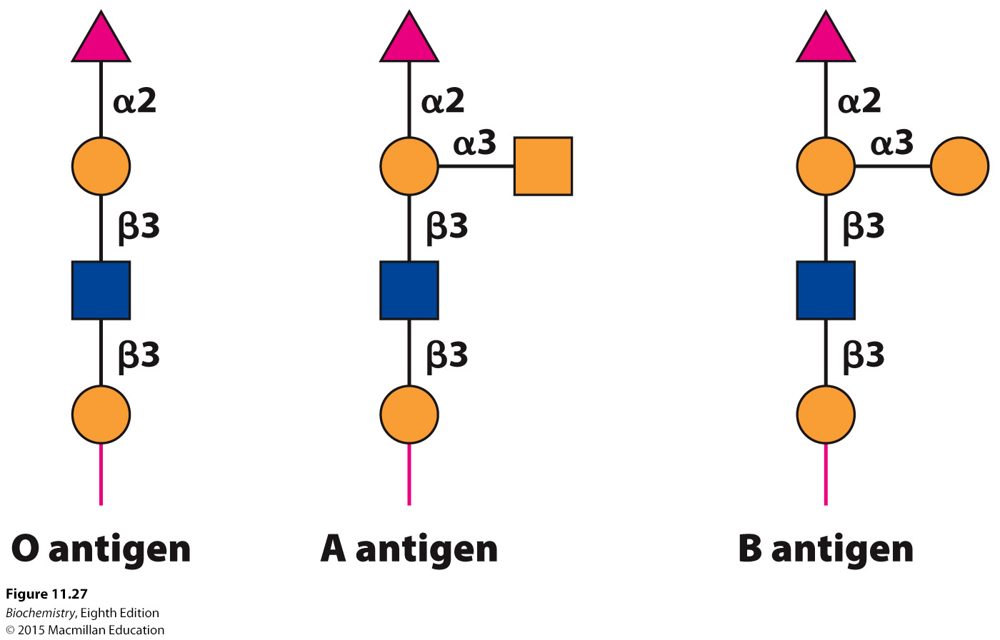 α2
β3
β3
O antigen
α2
α3
β3
β3
A antigen
α2
α3
β3
β3
B antigen
Figure 11.27
Biochemistry, Eighth Edition
© 2015 Macmillan Education